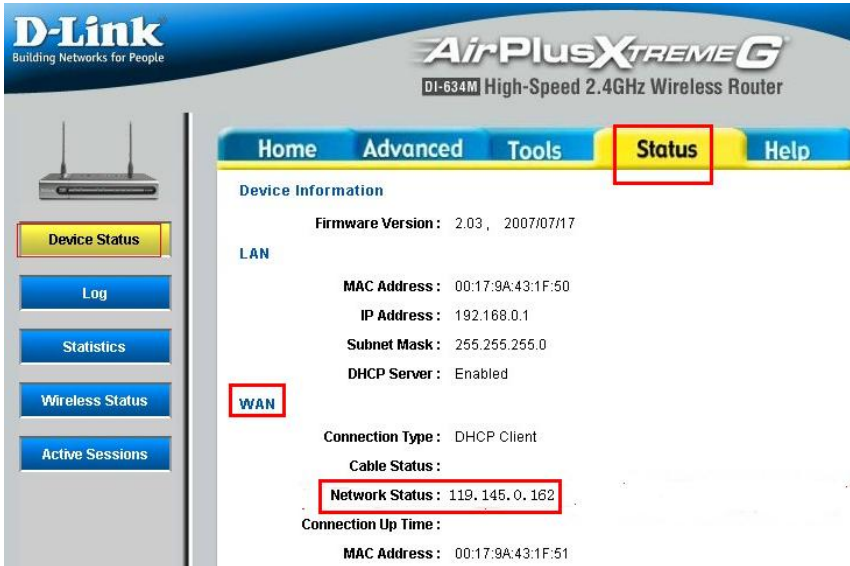 D-Link
Building Networks for People
AirPlusXTREMEG
DI-634M High-Speed 2.4GHz Wireless Router
Home Advanced Tools Status Help
Device Status
Log
Statistics
Wireless Status
Active Sessions
Device Information
Firmware Version : 2.03 , 2007/07/17
LAN
MAC Address : 00:17:9A:43:1F:50
IP Address : 192.168.0.1
Subnet Mask : 255.255.255.0
DHCP Server : Enabled
WAN
Connection Type : DHCP Client
Cable Status :
Network Status : 119.145.0.162
Connection Up Time :
MAC Address : 00:17:9A:43:1F:51